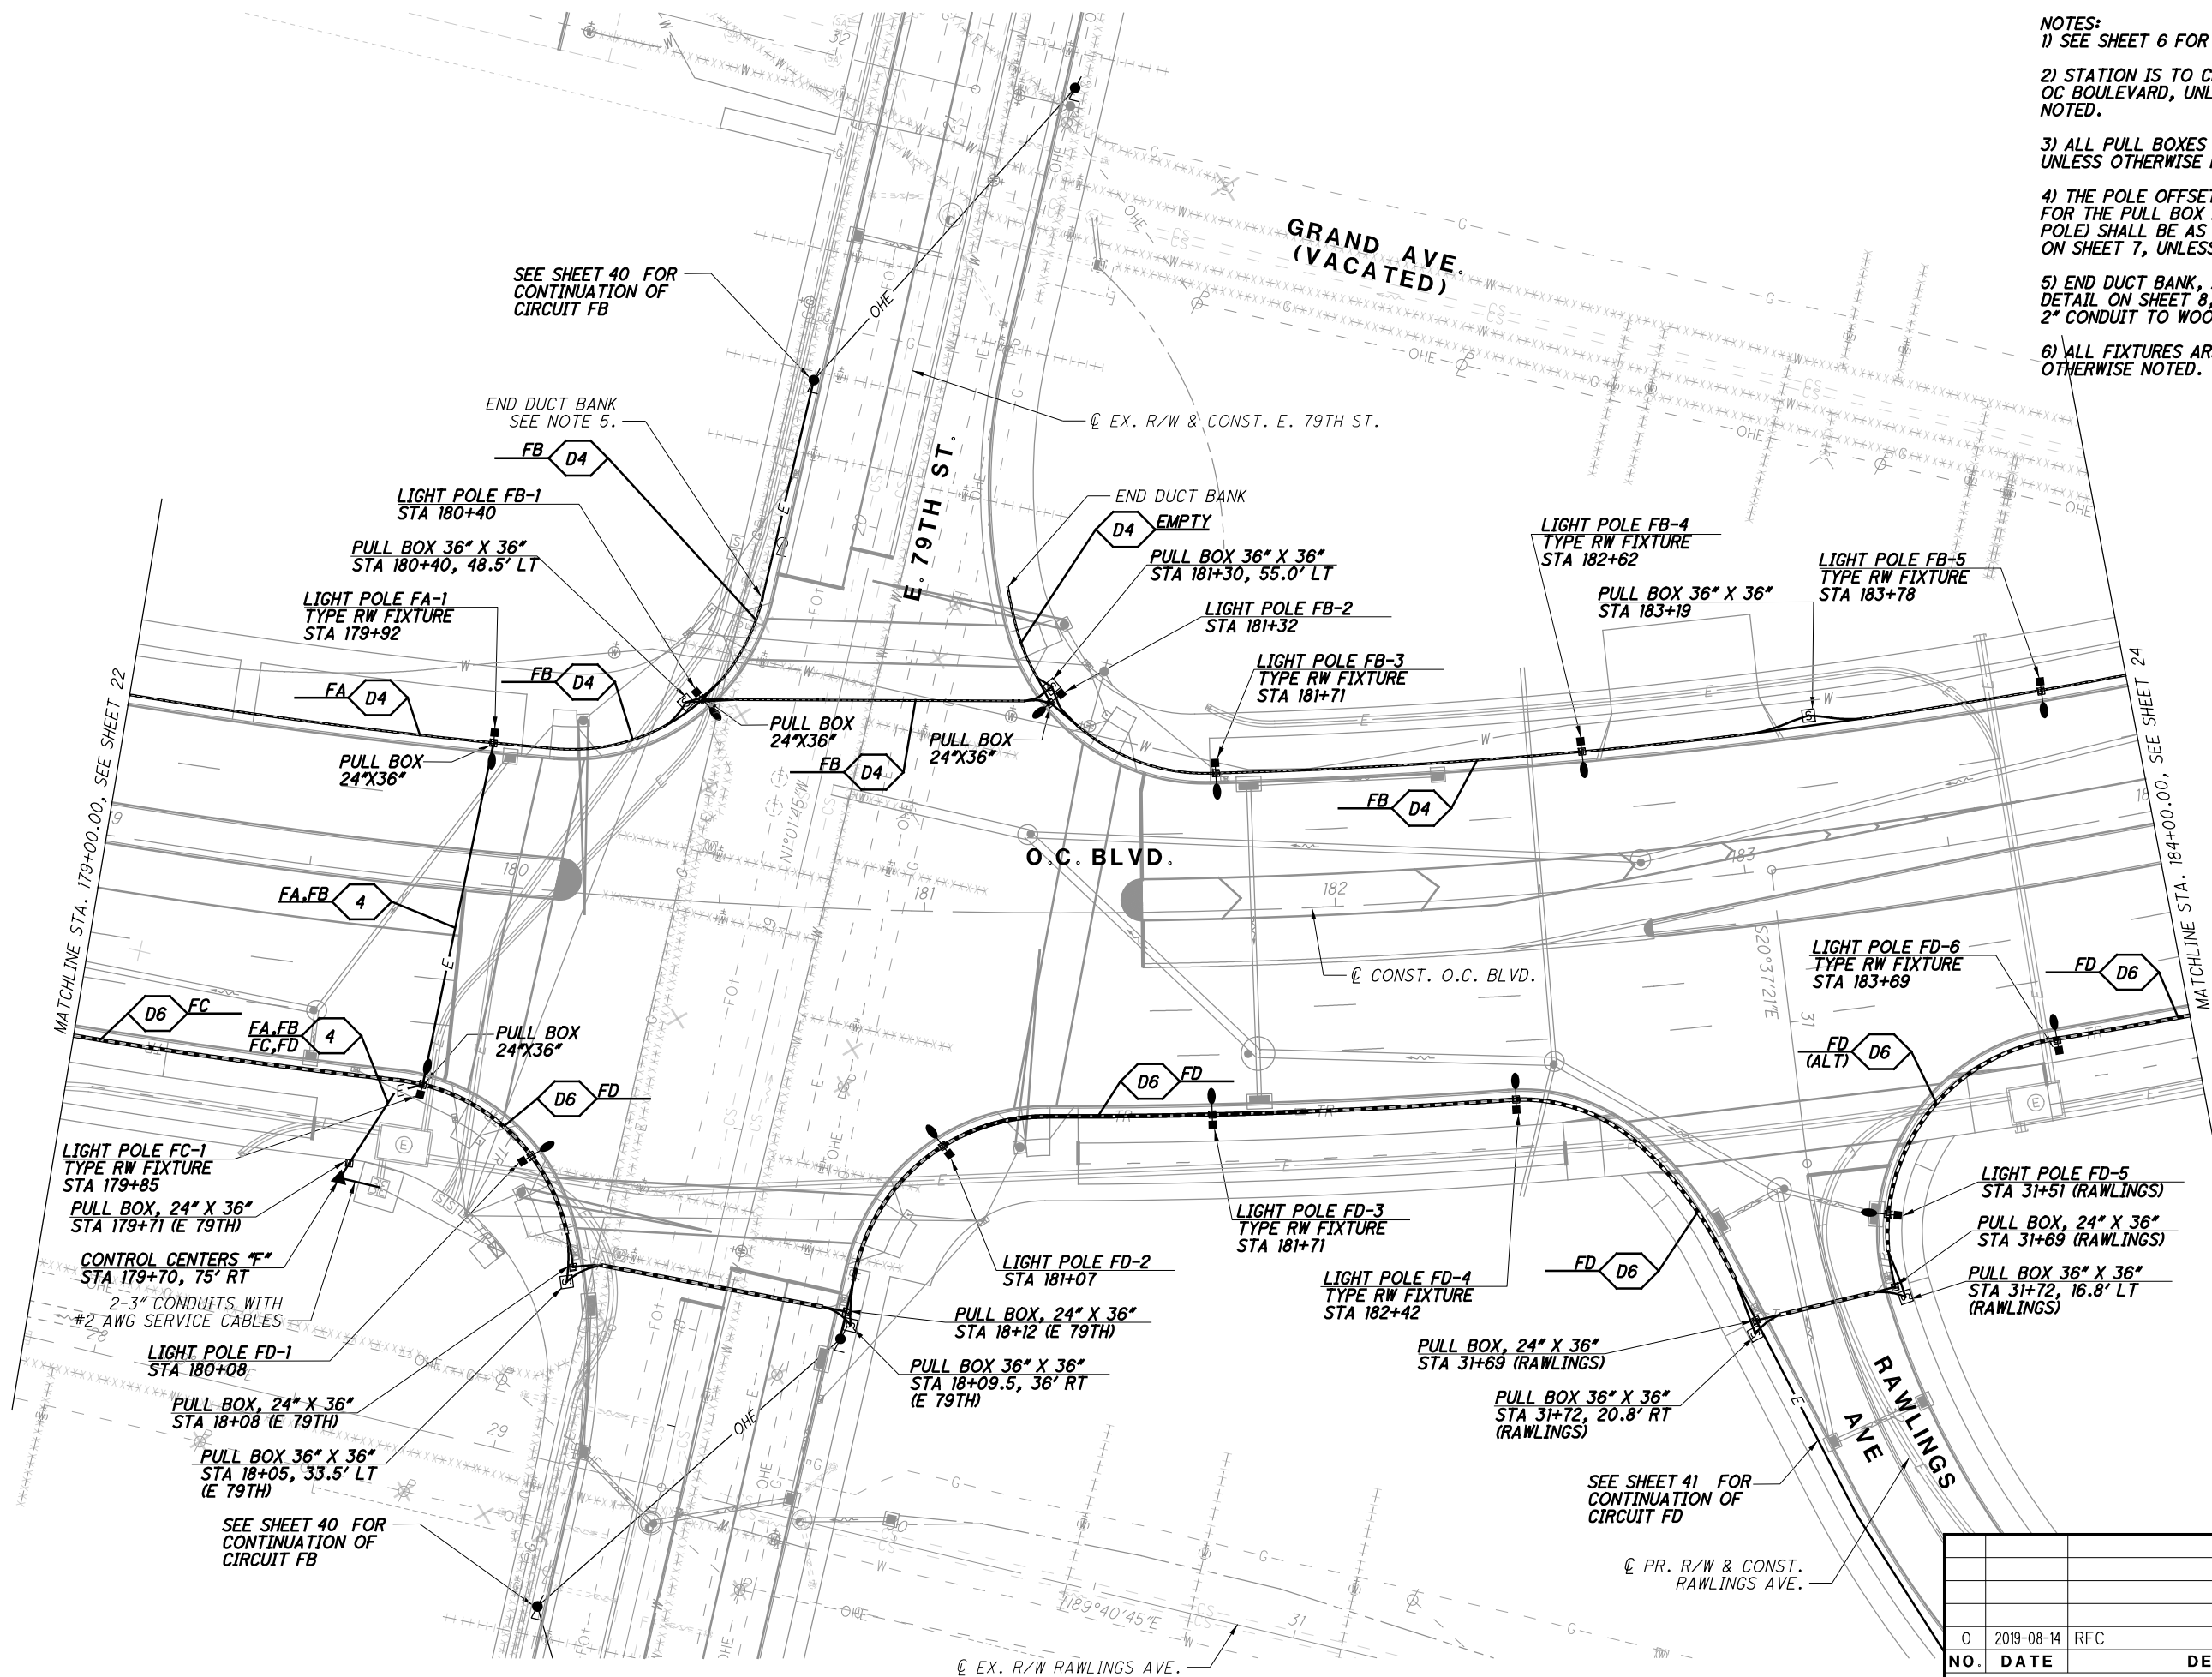 NOTES:
1) SEE SHEET 6 FOR
2) STATION IS TO C
OC BOULEVARD, UNL
NOTED.
3) ALL PULL BOXES
UNLESS OTHERWISE
4) THE POLE OFFSET
FOR THE PULL BOX
POLE) SHALL BE AS
ON SHEET 7, UNLESS
5) END DUCT BANK,
DETAIL ON SHEET 8,
2" CONDUIT TO WOO
6) ALL FIXTURES AR
OTHERWISE NOTED.
GRAND AVE.
(VACATED)
SEE SHEET 40 FOR
CONTINUATION OF
CIRCUIT FB
OHE
END DUCT BANK
SEE NOTE 5.
℄ EX. R/W & CONST. E. 79TH ST.
E. 79TH ST.
FB D4
LIGHT POLE FB-1
STA 180+40
PULL BOX 36" X 36"
STA 180+40, 48.5' LT
LIGHT POLE FA-1
TYPE RW FIXTURE
STA 179+92
END DUCT BANK
D4 EMPTY
PULL BOX 36" X 36"
STA 181+30, 55.0' LT
LIGHT POLE FB-2
STA 181+32
LIGHT POLE FB-3
TYPE RW FIXTURE
STA 181+71
LIGHT POLE FB-4
TYPE RW FIXTURE
STA 182+62
PULL BOX 36" X 36"
STA 183+19
LIGHT POLE FB-5
TYPE RW FIXTURE
STA 183+78
MATCHLINE STA. 179+00.00, SEE SHEET 22
MATCHLINE STA. 184+00.00, SEE SHEET 24
FA D4
FB D4
PULL BOX
24"X36"
PULL BOX
24"X36"
PULL BOX
24"X36"
FB D4
FB D4
N1°01'45"W
O.C. BLVD.
180
181
182
183
FA,FB 4
℄ CONST. O.C. BLVD.
S20°37'21"E
31
LIGHT POLE FD-6
TYPE RW FIXTURE
STA 183+69
FD D6
D6 FC
FA,FB
FC,FD 4
PULL BOX
24"X36"
D6 FD
D6 FD
FD
(ALT) D6
LIGHT POLE FC-1
TYPE RW FIXTURE
STA 179+85
PULL BOX, 24" X 36"
STA 179+71 (E 79TH)
CONTROL CENTERS "F"
STA 179+70, 75' RT
2-3" CONDUITS WITH
#2 AWG SERVICE CABLES
LIGHT POLE FD-1
STA 180+08
PULL BOX, 24" X 36"
STA 18+08 (E 79TH)
PULL BOX 36" X 36"
STA 18+05, 33.5' LT
(E 79TH)
SEE SHEET 40 FOR
CONTINUATION OF
CIRCUIT FB
LIGHT POLE FD-2
STA 181+07
PULL BOX, 24" X 36"
STA 18+12 (E 79TH)
PULL BOX 36" X 36"
STA 18+09.5, 36' RT
(E 79TH)
OHE
LIGHT POLE FD-3
TYPE RW FIXTURE
STA 181+71
LIGHT POLE FD-4
TYPE RW FIXTURE
STA 182+42
FD D6
PULL BOX, 24" X 36"
STA 31+69 (RAWLINGS)
PULL BOX 36" X 36"
STA 31+72, 20.8' RT
(RAWLINGS)
LIGHT POLE FD-5
STA 31+51 (RAWLINGS)
PULL BOX, 24" X 36"
STA 31+69 (RAWLINGS)
PULL BOX 36" X 36"
STA 31+72, 16.8' LT
(RAWLINGS)
RAWLINGS
AVE
SEE SHEET 41 FOR
CONTINUATION OF
CIRCUIT FD
℄ PR. R/W & CONST.
RAWLINGS AVE.
28
29
30
31
N89°40'45"E
℄ EX. R/W RAWLINGS AVE.
0 2019-08-14 RFC
NO. DATE DE